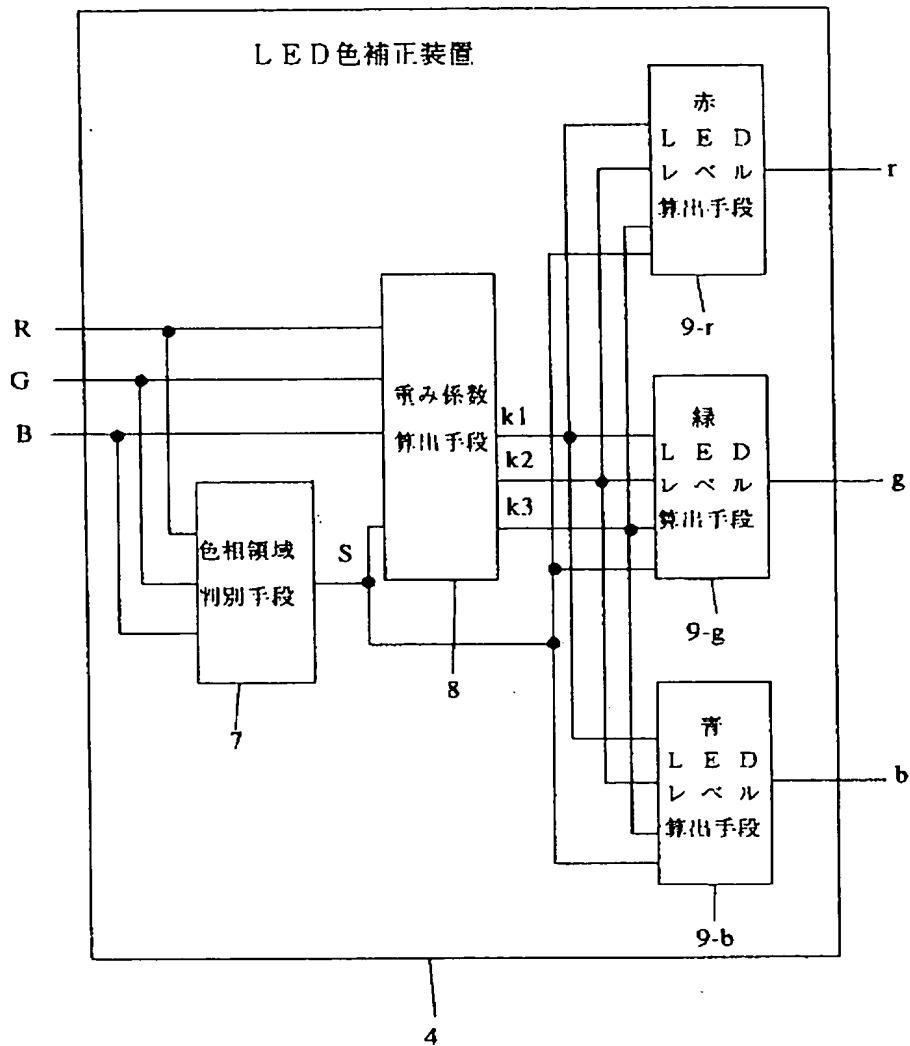 LED色補正装置
赤
LED
レベル
算出手段
r
9-r
R
G
B
重み係数
算出手段
k1
k2
k3
緑
LED
レベル
算出手段
g
9-g
色相領域
判別手段
S
7
8
青
LED
レベル
算出手段
b
9-b
4